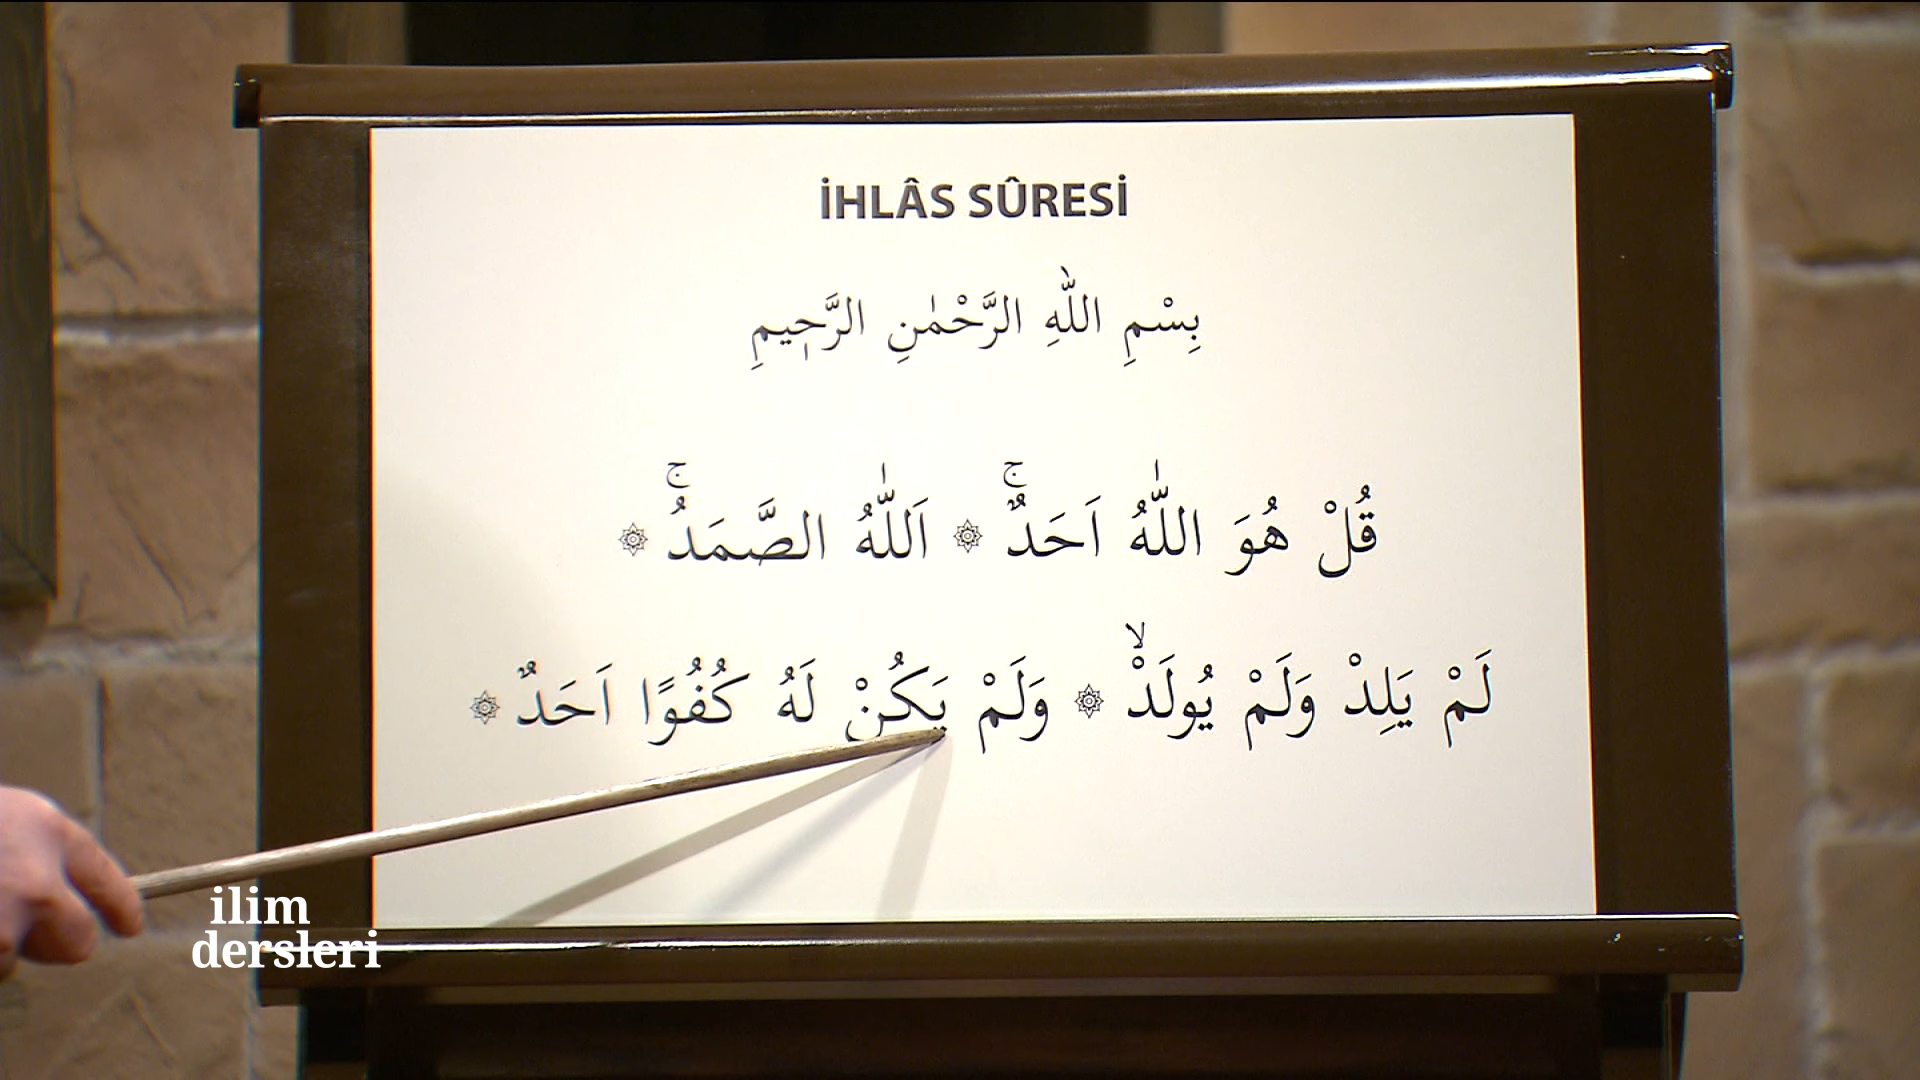 İHLÂS SÛRESİ
بِسْمِ اللّٰهِ الرَّحْمٰنِ الرَّحٖيمِ
قُلْ هُوَ اللّٰهُ اَحَدٌۚ ۞ اَللّٰهُ الصَّمَدُۚ ۞
لَمْ يَلِدْ وَلَمْ يُولَدْۙ ۞ وَلَمْ يَكُنْ لَهُ كُفُوًا اَحَدٌ ۞
ilim
dersleri